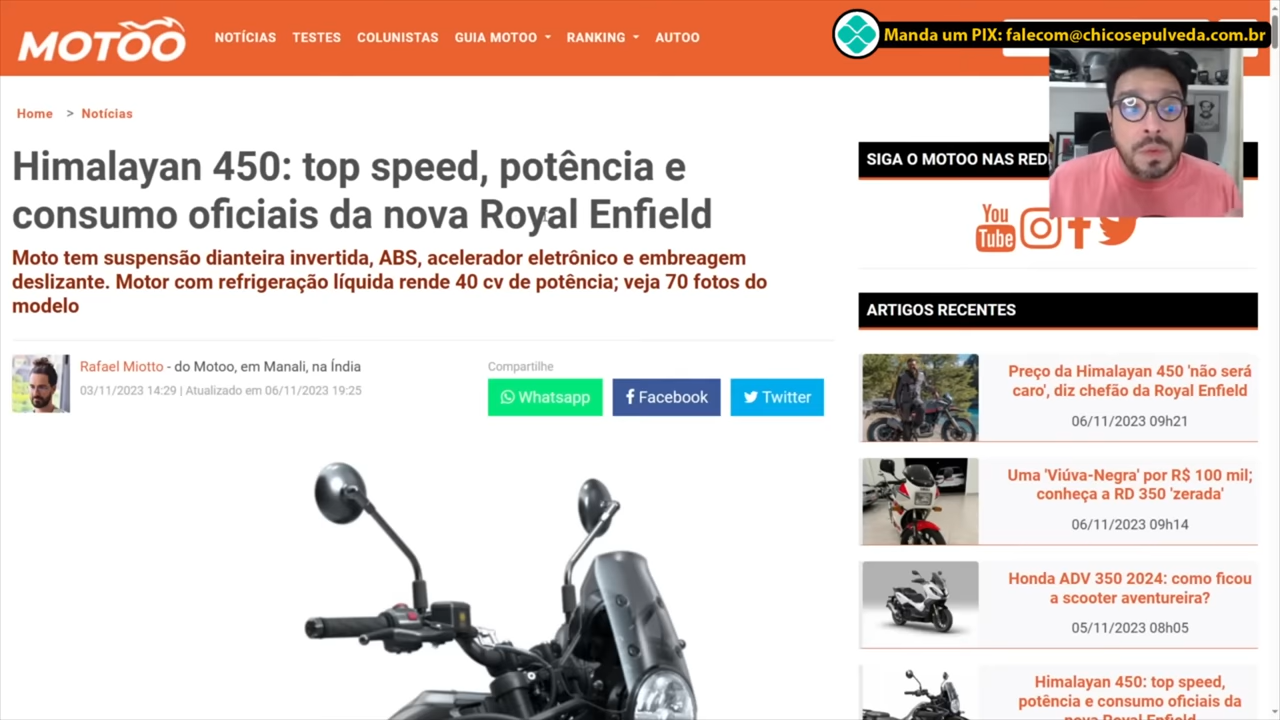 MOTOO
NOTÍCIAS
TESTES
COLUNISTAS
GUIA MOTOO
RANKING
AUTOO
Manda um PIX: falecom@chicosepulveda.com.br
Home > Notícias
Himalayan 450: top speed, potência e
consumo oficiais da nova Royal Enfield
Moto tem suspensão dianteira invertida, ABS, acelerador eletrônico e embreagem
deslizante. Motor com refrigeração líquida rende 40 cv de potência; veja 70 fotos do
modelo
Rafael Miotto - do Motoo, em Manali, na Índia
03/11/2023 14:29 | Atualizado em 06/11/2023 19:25
Compartilhe
Whatsapp
Facebook
Twitter
SIGA O MOTOO NAS RED
You
Tube
ARTIGOS RECENTES
Preço da Himalayan 450 'não será
caro', diz chefão da Royal Enfield
06/11/2023 09h21
Uma 'Viúva-Negra' por R$ 100 mil;
conheça a RD 350 'zerada'
06/11/2023 09h14
Honda ADV 350 2024: como ficou
a scooter aventureira?
05/11/2023 08h05
Himalayan 450: top speed,
potência e consumo oficiais da
nova Royal Enfield